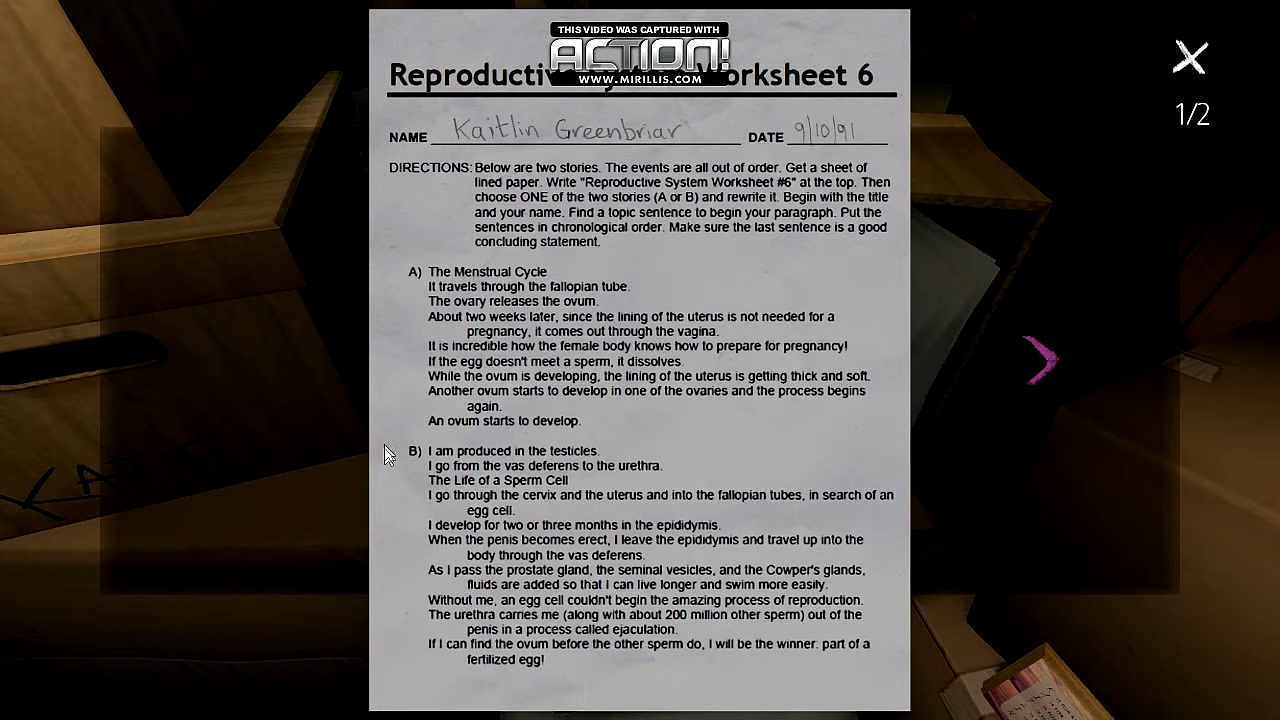 THIS VIDEO WAS CAPTURED WITH
ACTION!
WWW.MIRILLIS.COM
Reproductive System Worksheet 6
1/2
NAME Kaitlin Greenbriar DATE 9/10/91
DIRECTIONS: Below are two stories. The events are all out of order. Get a sheet of
lined paper. Write "Reproductive System Worksheet #6" at the top. Then
choose ONE of the two stories (A or B) and rewrite it. Begin with the title
and your name. Find a topic sentence to begin your paragraph. Put the
sentences in chronological order. Make sure the last sentence is a good
concluding statement.
A) The Menstrual Cycle
It travels through the fallopian tube.
The ovary releases the ovum.
About two weeks later, since the lining of the uterus is not needed for a
pregnancy, it comes out through the vagina.
It is incredible how the female body knows how to prepare for pregnancy!
If the egg doesn't meet a sperm, it dissolves.
While the ovum is developing, the lining of the uterus is getting thick and soft.
Another ovum starts to develop in one of the ovaries and the process begins
again.
An ovum starts to develop.
B) I am produced in the testicles.
I go from the vas deferens to the urethra.
The Life of a Sperm Cell
I go through the cervix and the uterus and into the fallopian tubes, in search of an
egg cell.
I develop for two or three months in the epididymis.
When the penis becomes erect, I leave the epididymis and travel up into the
body through the vas deferens.
As I pass the prostate gland, the seminal vesicles, and the Cowper's glands,
fluids are added so that I can live longer and swim more easily.
Without me, an egg cell couldn't begin the amazing process of reproduction.
The urethra carries me (along with about 200 million other sperm) out of the
penis in a process called ejaculation.
If I can find the ovum before the other sperm do, I will be the winner: part of a
fertilized egg!
KATIE